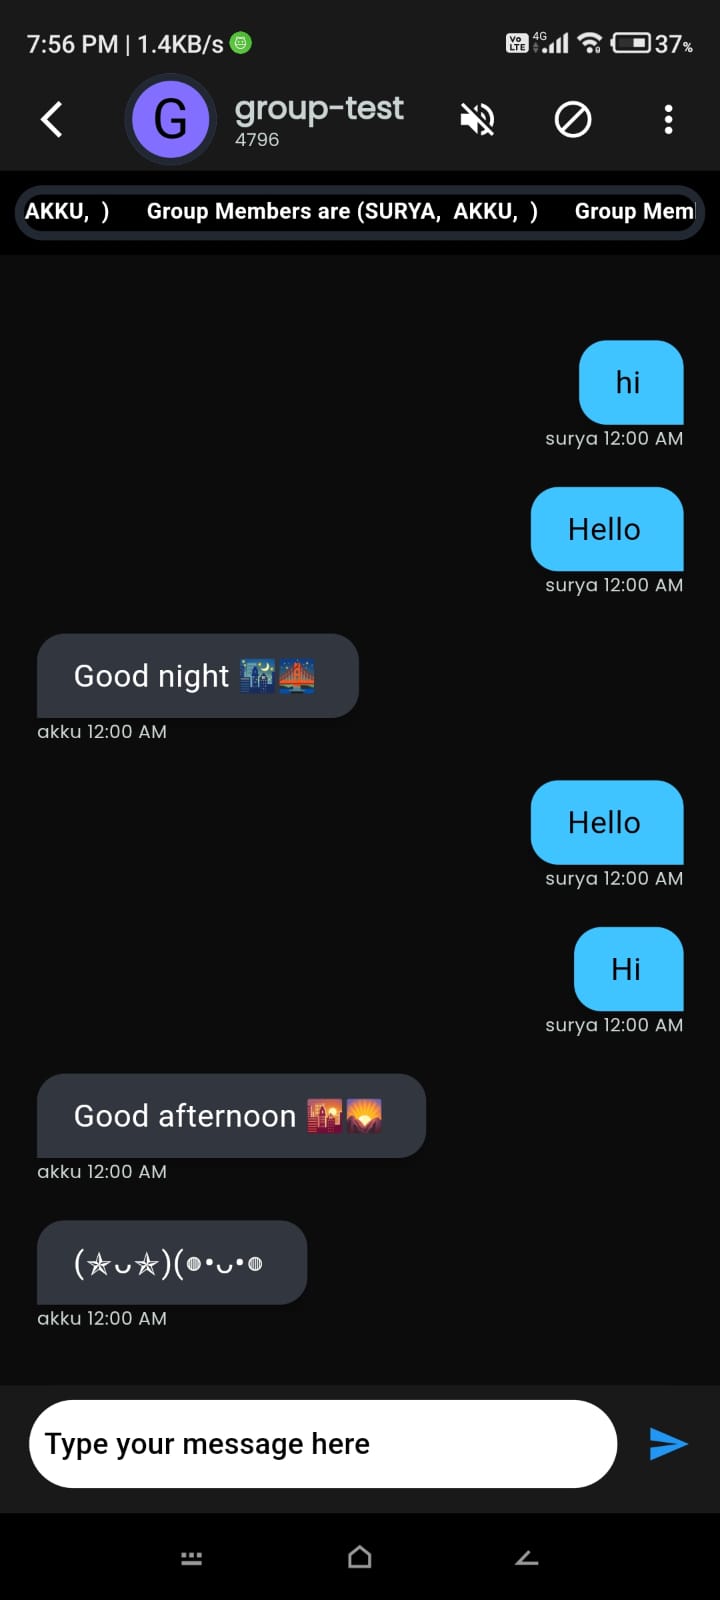 7:56 PM | 1.4KB/s Vo LTE 4G 37%
G group-test
4796
AKKU, ) Group Members are (SURYA, AKKU, ) Group Mem
hi
surya 12:00 AM
Hello
surya 12:00 AM
Good night 🌃🌉
akku 12:00 AM
Hello
surya 12:00 AM
Hi
surya 12:00 AM
Good afternoon 🌇🌄
akku 12:00 AM
(✯ᴗ✯)(◍•ᴗ•◍
akku 12:00 AM
Type your message here